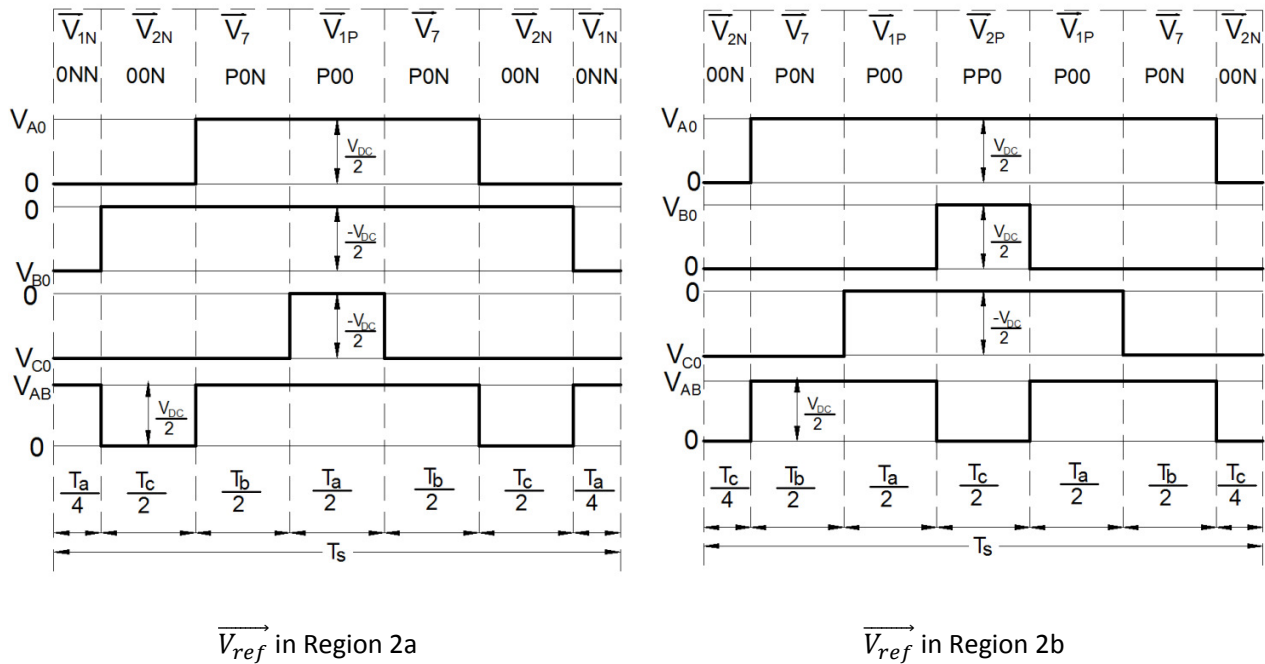 V1N V2N V7 V1P V7 V2N V1N
0NN 00N P0N P00 P0N 00N 0NN
VA0
VDC/2
0
0
-VDC/2
VB0
0
-VDC/2
VC0
VAB
VDC/2
0
Ta/4 Tc/2 Tb/2 Ta/2 Tb/2 Tc/2 Ta/4
Ts
Vref in Region 2a
V2N V7 V1P V2P V1P V7 V2N
00N P0N P00 PP0 P00 P0N 00N
VA0
VDC/2
0
VB0
VDC/2
0
0
-VDC/2
VC0
VAB
VDC/2
0
Tc/4 Tb/2 Ta/2 Tc/2 Ta/2 Tb/2 Tc/4
Ts
Vref in Region 2b